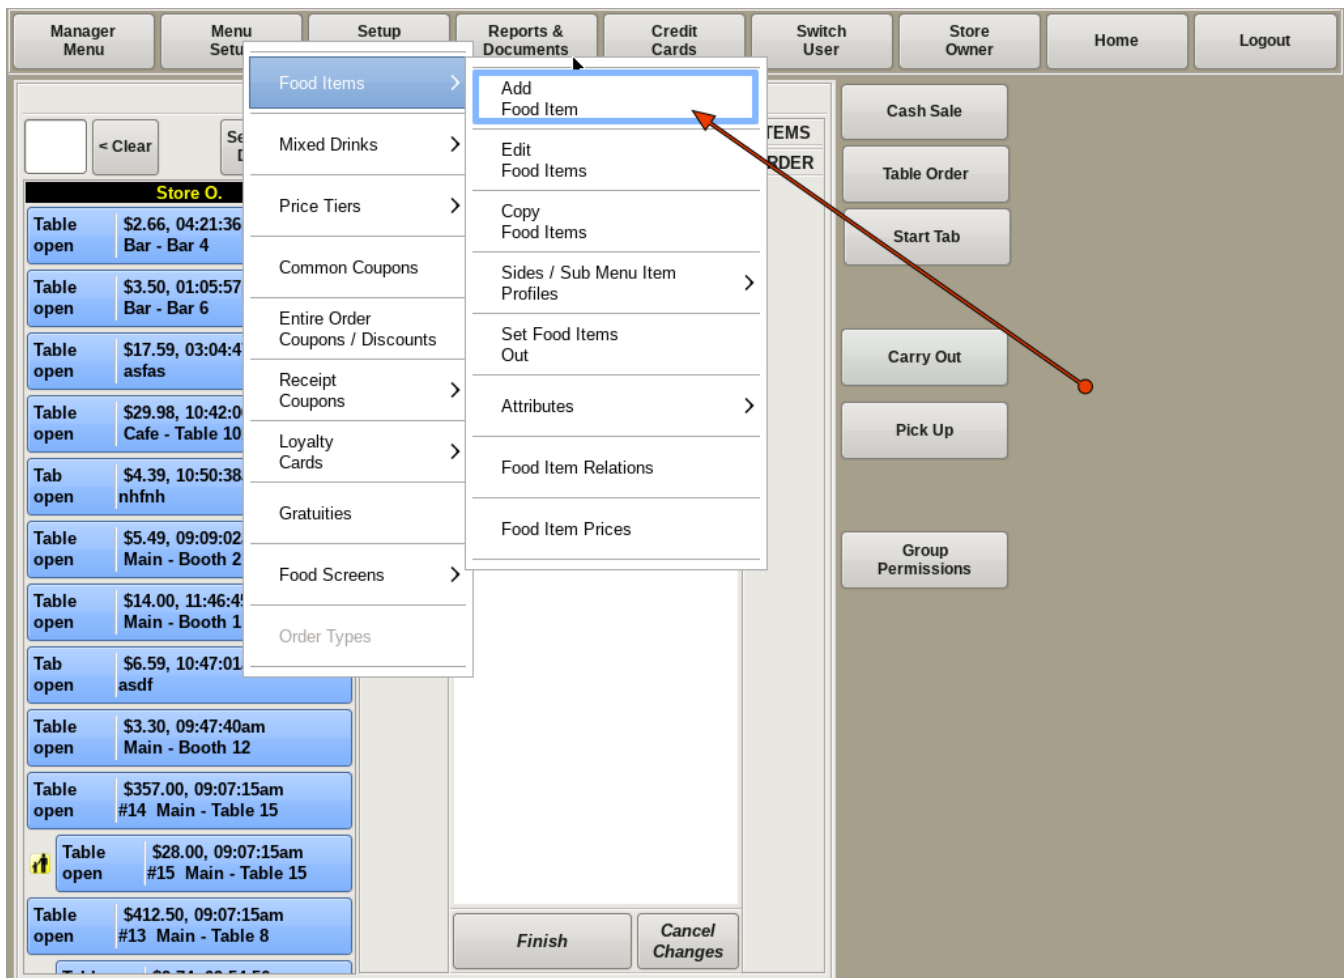 Manager
Menu
Menu
Setu
Setup
Reports &
Documents
Credit
Cards
Switch
User
Store
Owner
Home
Logout
< Clear
Se
Store O.
Table
open
$2.66, 04:21:36
Bar - Bar 4
Table
open
$3.50, 01:05:57
Bar - Bar 6
Table
open
$17.59, 03:04:4
asfas
Table
open
$29.98, 10:42:0
Cafe - Table 10
Tab
open
$4.39, 10:50:38
nhfnh
Table
open
$5.49, 09:09:02
Main - Booth 2
Table
open
$14.00, 11:46:4
Main - Booth 1
Tab
open
$6.59, 10:47:01
asdf
Table
open
$3.30, 09:47:40am
Main - Booth 12
Table
open
$357.00, 09:07:15am
#14 Main - Table 15
Table
open
$28.00, 09:07:15am
#15 Main - Table 15
Table
open
$412.50, 09:07:15am
#13 Main - Table 8
Food Items
Mixed Drinks
Price Tiers
Common Coupons
Entire Order
Coupons / Discounts
Receipt
Coupons
Loyalty
Cards
Gratuities
Food Screens
Order Types
Add
Food Item
Edit
Food Items
Copy
Food Items
Sides / Sub Menu Item
Profiles
Set Food Items
Out
Attributes
Food Item Relations
Food Item Prices
TEMS
RDER
Finish
Cancel
Changes
Cash Sale
Table Order
Start Tab
Carry Out
Pick Up
Group
Permissions